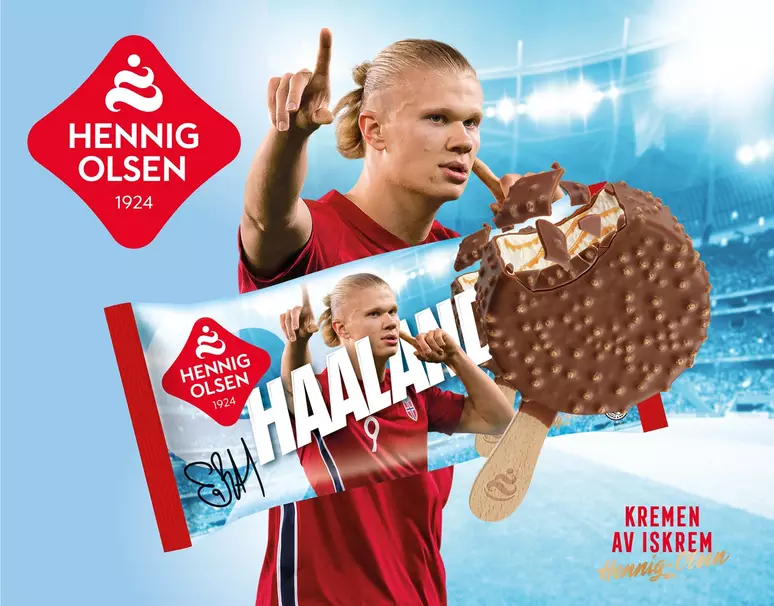 HENNIG
OLSEN
1924
HENNIG
OLSEN
1924
HAALAND
9
KREMEN
AV ISKREM
Hennig-Olsen